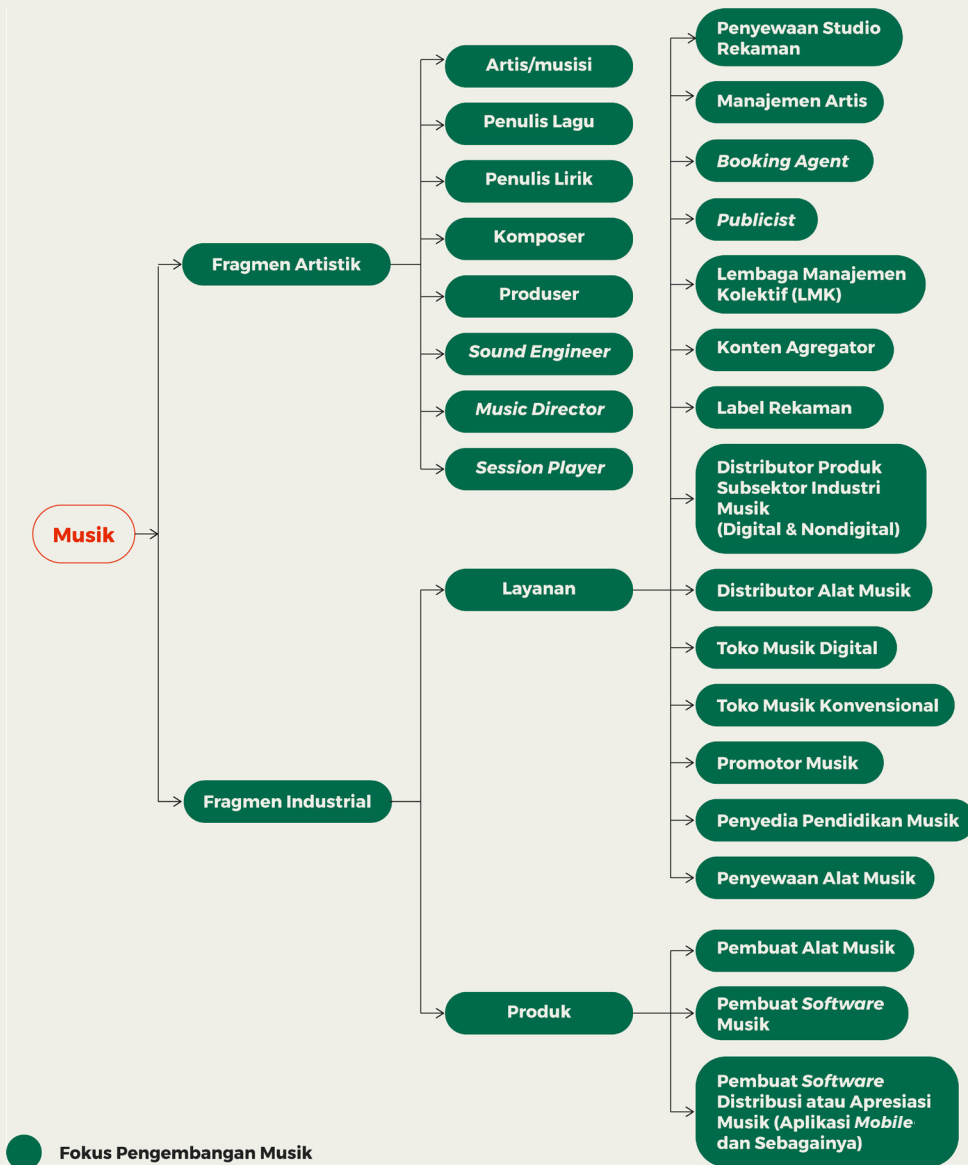 Musik
Fragmen Artistik
Artis/musisi
Penulis Lagu
Penulis Lirik
Komposer
Produser
Sound Engineer
Music Director
Session Player
Fragmen Industrial
Layanan
Penyewaan Studio
Rekaman
Manajemen Artis
Booking Agent
Publicist
Lembaga Manajemen
Kolektif (LMK)
Konten Agregator
Label Rekaman
Distributor Produk
Subsektor Industri
Musik
(Digital & Nondigital)
Distributor Alat Musik
Toko Musik Digital
Toko Musik Konvensional
Promotor Musik
Penyedia Pendidikan Musik
Penyewaan Alat Musik
Produk
Pembuat Alat Musik
Pembuat Software
Musik
Pembuat Software
Distribusi atau Apresiasi
Musik (Aplikasi Mobile
dan Sebagainya)
Fokus Pengembangan Musik